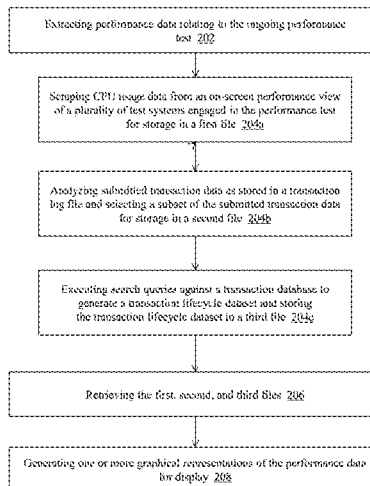 Extracting performance data relating to the ongoing performance
test 202
Scraping CPU usage data from an on-screen performance view
of a plurality of test systems engaged in the performance test
for storage in a first file 204a
Analyzing submitted transaction data as stored in a transaction
log file and selecting a subset of the submitted transaction data
for storage in a second file 204b
Executing search queries against a transaction database to
generate a transaction lifecycle dataset and storing
the transaction lifecycle dataset in a third file 204c
Retrieving the first, second, and third files 206
Generating one or more graphical representations of the performance data
for display 208